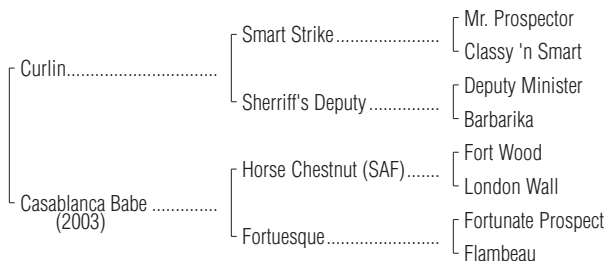 Mr. Prospector
Smart Strike
Classy 'n Smart
Curlin
Deputy Minister
Sherriff's Deputy
Barbarika
Fort Wood
Horse Chestnut (SAF)
London Wall
Casablanca Babe
(2003)
Fortunate Prospect
Fortuesque
Flambeau